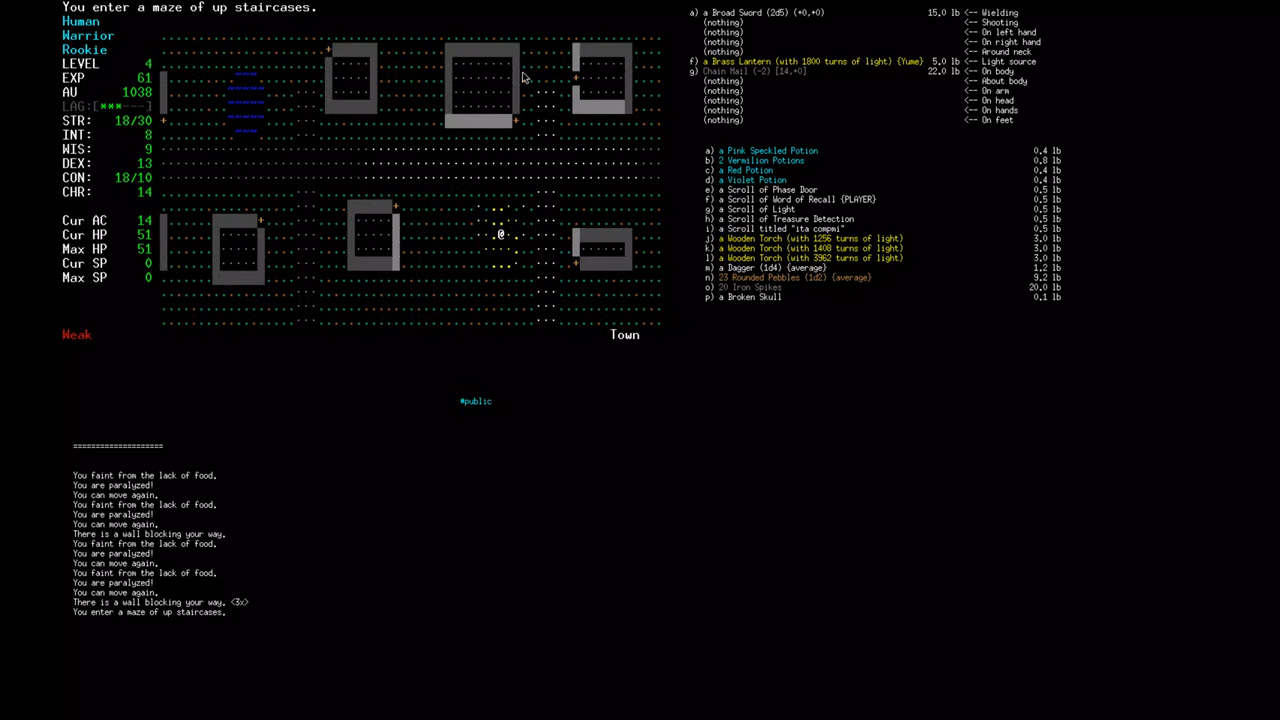 You enter a maze of up staircases.
Human
Warrior
Rookie
LEVEL 4
EXP 61
AU 1038
LAG:[***---]
STR: 18/30
INT: 8
WIS: 9
DEX: 13
CON: 18/10
CHR: 14
Cur AC 14
Cur HP 51
Max HP 51
Cur SP 0
Max SP 0
Weak
Town
@
a) a Broad Sword (2d5) (+0,+0) 15.0 lb <-- Wielding
(nothing) <-- Shooting
(nothing) <-- On left hand
(nothing) <-- On right hand
(nothing) <-- Around neck
f) a Brass Lantern (with 1800 turns of light) {Yume} 5.0 lb <-- Light source
g) Chain Mail (-2) [14,+0] 22.0 lb <-- On body
(nothing) <-- About body
(nothing) <-- On arm
(nothing) <-- On head
(nothing) <-- On hands
(nothing) <-- On feet
a) a Pink Speckled Potion 0.4 lb
b) 2 Vermilion Potions 0.8 lb
c) a Red Potion 0.4 lb
d) a Violet Potion 0.4 lb
e) a Scroll of Phase Door 0.5 lb
f) a Scroll of Word of Recall {PLAYER} 0.5 lb
g) a Scroll of Light 0.5 lb
h) a Scroll of Treasure Detection 0.5 lb
i) a Scroll titled "ita compmi" 0.5 lb
j) a Wooden Torch (with 1256 turns of light) 3.0 lb
k) a Wooden Torch (with 1408 turns of light) 3.0 lb
l) a Wooden Torch (with 3962 turns of light) 3.0 lb
m) a Dagger (1d4) {average} 1.2 lb
n) 23 Rounded Pebbles (1d2) {average} 9.2 lb
o) 20 Iron Spikes 20.0 lb
p) a Broken Skull 0.1 lb
#public
====================
You faint from the lack of food.
You are paralyzed!
You can move again.
You faint from the lack of food.
You are paralyzed!
You can move again.
There is a wall blocking your way.
You faint from the lack of food.
You are paralyzed!
You can move again.
You faint from the lack of food.
You are paralyzed!
You can move again.
There is a wall blocking your way. <3x>
You enter a maze of up staircases.